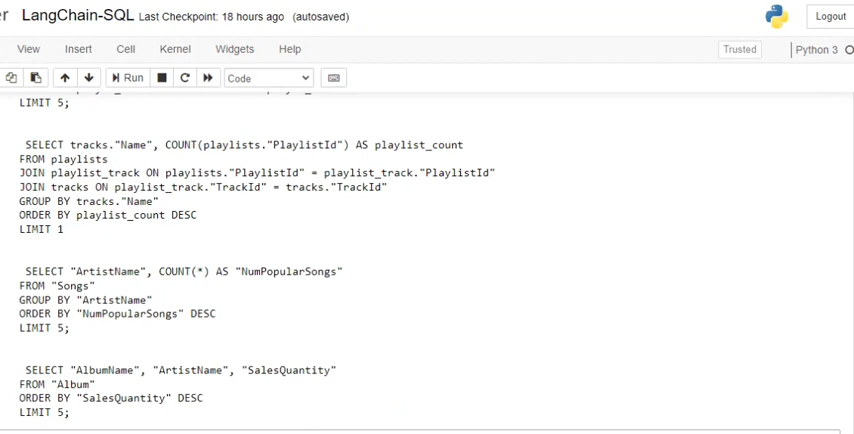 er LangChain-SQL Last Checkpoint: 18 hours ago (autosaved) Logout
View Insert Cell Kernel Widgets Help Trusted Python 3
Run Code
LIMIT 5;
SELECT tracks."Name", COUNT(playlists."PlaylistId") AS playlist_count
FROM playlists
JOIN playlist_track ON playlists."PlaylistId" = playlist_track."PlaylistId"
JOIN tracks ON playlist_track."TrackId" = tracks."TrackId"
GROUP BY tracks."Name"
ORDER BY playlist_count DESC
LIMIT 1
SELECT "ArtistName", COUNT(*) AS "NumPopularSongs"
FROM "Songs"
GROUP BY "ArtistName"
ORDER BY "NumPopularSongs" DESC
LIMIT 5;
SELECT "AlbumName", "ArtistName", "SalesQuantity"
FROM "Album"
ORDER BY "SalesQuantity" DESC
LIMIT 5;